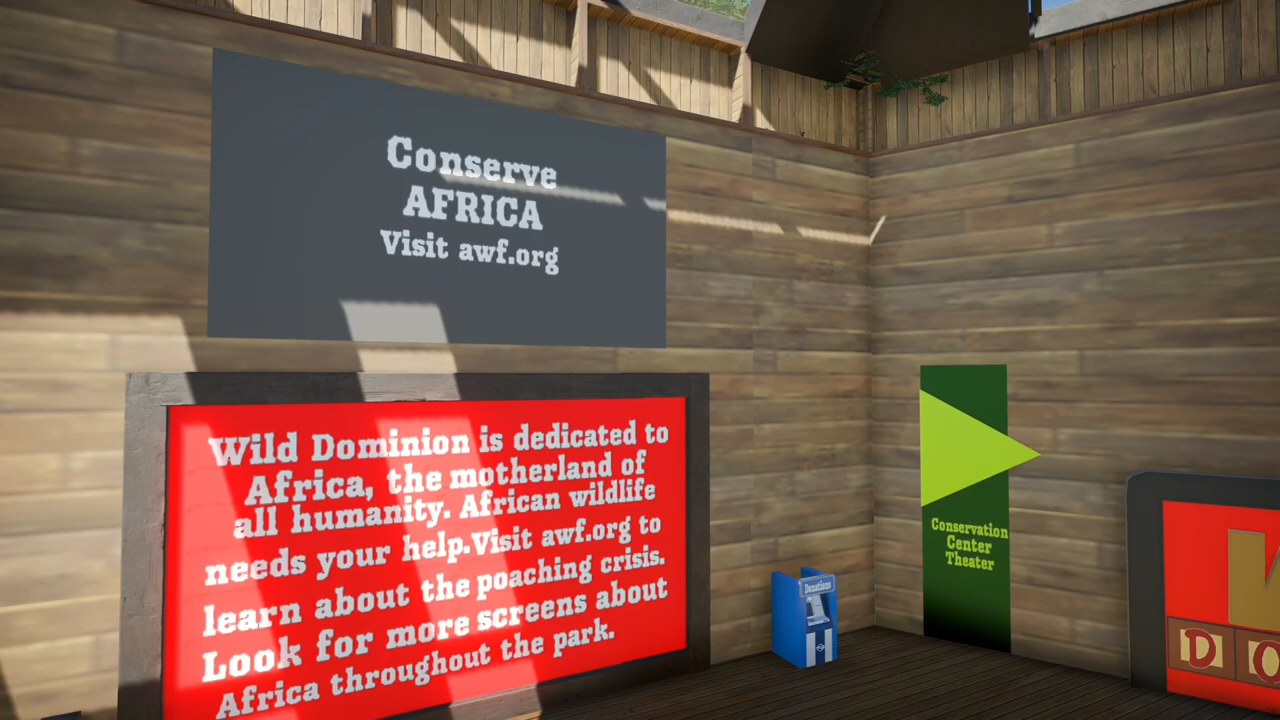 Conserve
AFRICA
Visit awf.org
Wild Dominion is dedicated to
Africa, the motherland of
all humanity. African wildlife
needs your help.Visit awf.org to
learn about the poaching crisis.
Look for more screens about
Africa throughout the park.
Donations
Conservation
Center
Theater
W
DO